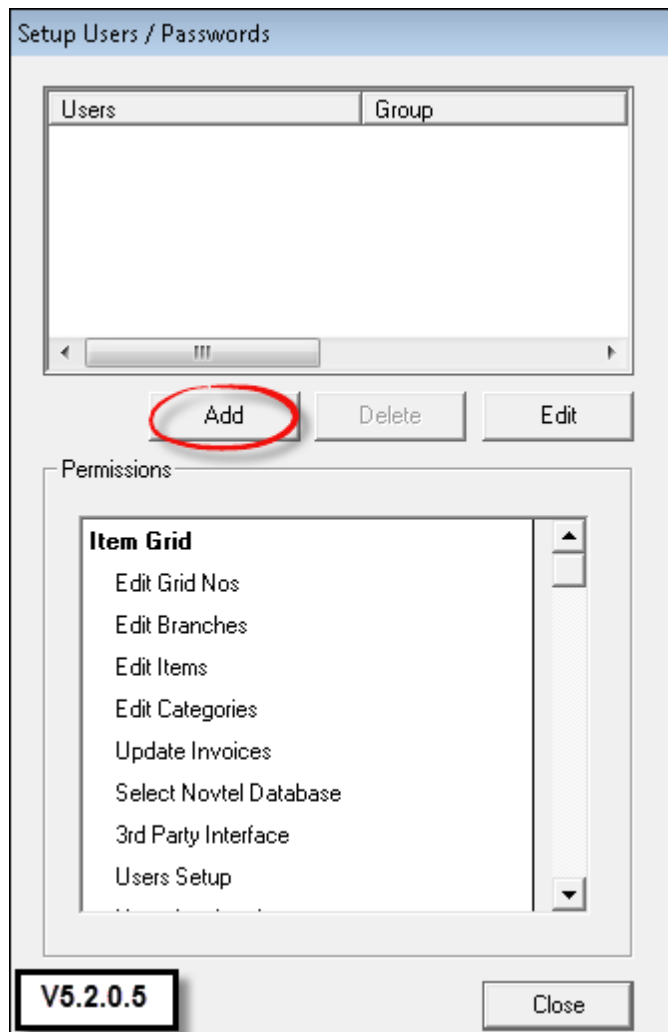 Setup Users / Passwords
Users Group
Add Delete Edit
Permissions
Item Grid
Edit Grid Nos
Edit Branches
Edit Items
Edit Categories
Update Invoices
Select Novtel Database
3rd Party Interface
Users Setup
V5.2.0.5
Close